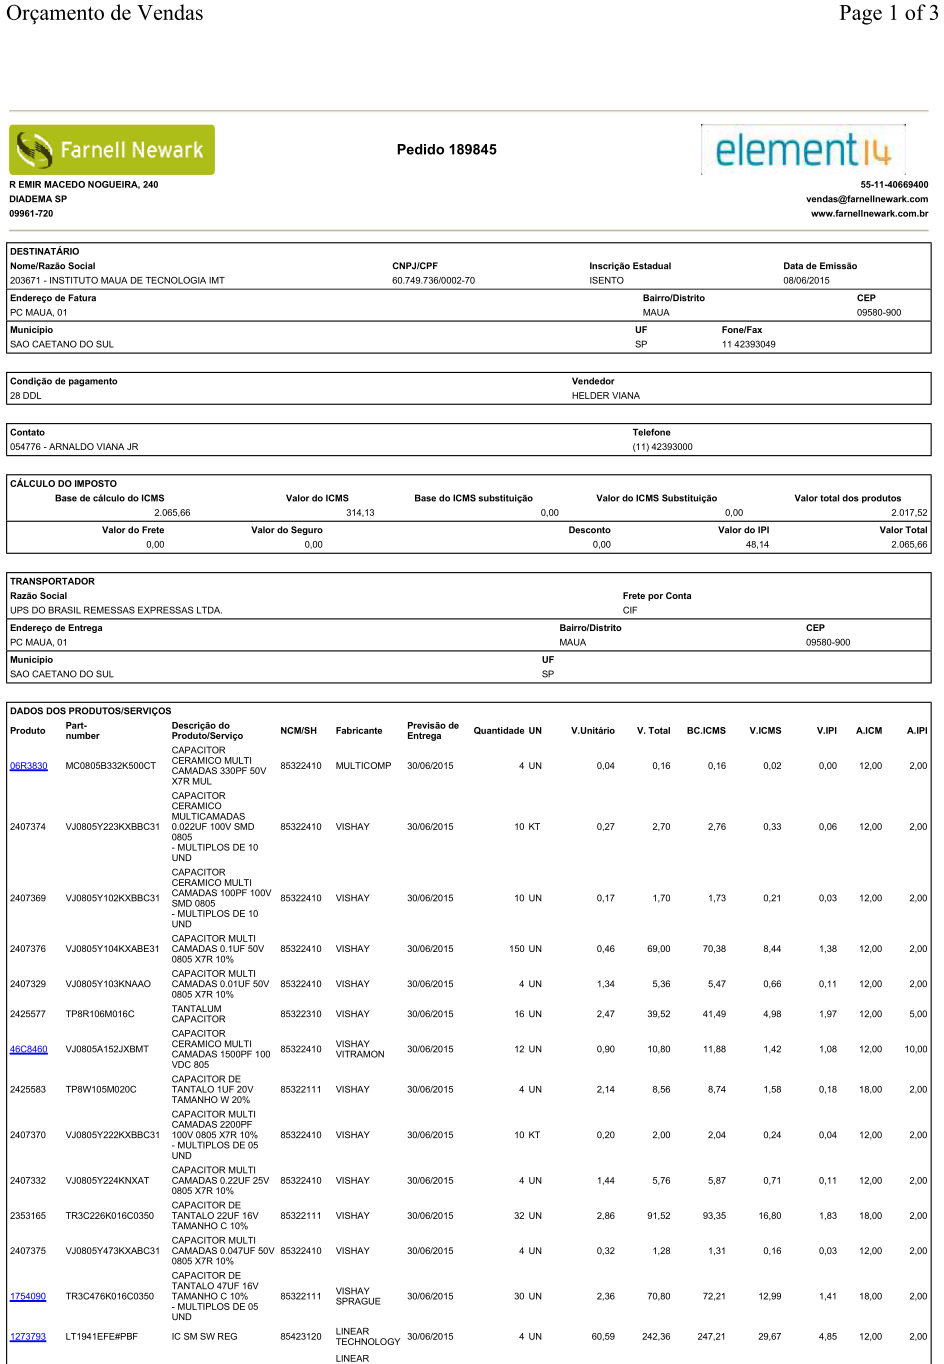 Orçamento de Vendas Page 1 of 3
Farnell Newark
Pedido 189845
element14
R EMIR MACEDO NOGUEIRA, 240 55-11-40669400
DIADEMA SP vendas@farnellnewark.com
09961-720 www.farnellnewark.com.br
DESTINATÁRIO
Nome/Razão Social CNPJ/CPF Inscrição Estadual Data de Emissão
203671 - INSTITUTO MAUA DE TECNOLOGIA IMT 60.749.736/0002-70 ISENTO 08/06/2015
Endereço de Fatura Bairro/Distrito CEP
PC MAUA, 01 MAUA 09580-900
Município UF Fone/Fax
SAO CAETANO DO SUL SP 11 42393049
Condição de pagamento Vendedor
28 DDL HELDER VIANA
Contato Telefone
054776 - ARNALDO VIANA JR (11) 42393000
CÁLCULO DO IMPOSTO
Base de cálculo do ICMS Valor do ICMS Base do ICMS substituição Valor do ICMS Substituição Valor total dos produtos
2.065,66 314,13 0,00 0,00 2.017,52
Valor do Frete Valor do Seguro Desconto Valor do IPI Valor Total
0,00 0,00 0,00 48,14 2.065,66
TRANSPORTADOR
Razão Social Frete por Conta
UPS DO BRASIL REMESSAS EXPRESSAS LTDA. CIF
Endereço de Entrega Bairro/Distrito CEP
PC MAUA, 01 MAUA 09580-900
Município UF
SAO CAETANO DO SUL SP
DADOS DOS PRODUTOS/SERVIÇOS
Part- Descrição do Previsão de
Produto number Produto/Serviço NCM/SH Fabricante Entrega Quantidade UN V.Unitário V. Total BC.ICMS V.ICMS V.IPI A.ICM A.IPI
CAPACITOR
CERAMICO MULTI
06R3830 MC0805B332K500CT CAMADAS 330PF 50V 85322410 MULTICOMP 30/06/2015 4 UN 0,04 0,16 0,16 0,02 0,00 12,00 2,00
X7R MUL
CAPACITOR
CERAMICO
MULTICAMADAS
2407374 VJ0805Y223KXBBC31 0.022UF 100V SMD 85322410 VISHAY 30/06/2015 10 KT 0,27 2,70 2,76 0,33 0,06 12,00 2,00
0805
- MULTIPLOS DE 10
UND
CAPACITOR
CERAMICO MULTI
CAMADAS 100PF 100V
2407369 VJ0805Y102KXBBC31 SMD 0805 85322410 VISHAY 30/06/2015 10 UN 0,17 1,70 1,73 0,21 0,03 12,00 2,00
- MULTIPLOS DE 10
UND
CAPACITOR MULTI
2407376 VJ0805Y104KXABE31 CAMADAS 0.1UF 50V 85322410 VISHAY 30/06/2015 150 UN 0,46 69,00 70,38 8,44 1,38 12,00 2,00
0805 X7R 10%
CAPACITOR MULTI
2407329 VJ0805Y103KNAAO CAMADAS 0.01UF 50V 85322410 VISHAY 30/06/2015 4 UN 1,34 5,36 5,47 0,66 0,11 12,00 2,00
0805 X7R 10%
2425577 TP8R106M016C TANTALUM 85322310 VISHAY 30/06/2015 16 UN 2,47 39,52 41,49 4,98 1,97 12,00 5,00
CAPACITOR
CAPACITOR
CERAMICO MULTI
46C8460 VJ0805A152JXBMT CAMADAS 1500PF 100 85322410 VISHAY VITRAMON 30/06/2015 12 UN 0,90 10,80 11,88 1,42 1,08 12,00 10,00
VDC 805
CAPACITOR DE
2425583 TP8W105M020C TANTALO 1UF 20V 85322111 VISHAY 30/06/2015 4 UN 2,14 8,56 8,74 1,58 0,18 18,00 2,00
TAMANHO W 20%
CAPACITOR MULTI
CAMADAS 2200PF
2407370 VJ0805Y222KXBBC31 100V 0805 X7R 10% 85322410 VISHAY 30/06/2015 10 KT 0,20 2,00 2,04 0,24 0,04 12,00 2,00
- MULTIPLOS DE 05
UND
CAPACITOR MULTI
2407332 VJ0805Y224KNXAT CAMADAS 0.22UF 25V 85322410 VISHAY 30/06/2015 4 UN 1,44 5,76 5,87 0,71 0,11 12,00 2,00
0805 X7R 10%
CAPACITOR DE
2353165 TR3C226K016C0350 TANTALO 22UF 16V 85322111 VISHAY 30/06/2015 32 UN 2,86 91,52 93,35 16,80 1,83 18,00 2,00
TAMANHO C 10%
CAPACITOR MULTI
2407375 VJ0805Y473KXABC31 CAMADAS 0.047UF 50V 85322410 VISHAY 30/06/2015 4 UN 0,32 1,28 1,31 0,16 0,03 12,00 2,00
0805 X7R 10%
CAPACITOR DE
TANTALO 47UF 16V
1754090 TR3C476K016C0350 TAMANHO C 10% 85322111 VISHAY SPRAGUE 30/06/2015 30 UN 2,36 70,80 72,21 12,99 1,41 18,00 2,00
- MULTIPLOS DE 05
UND
1273793 LT1941EFE#PBF IC SM SW REG 85423120 LINEAR TECHNOLOGY 30/06/2015 4 UN 60,59 242,36 247,21 29,67 4,85 12,00 2,00
LINEAR